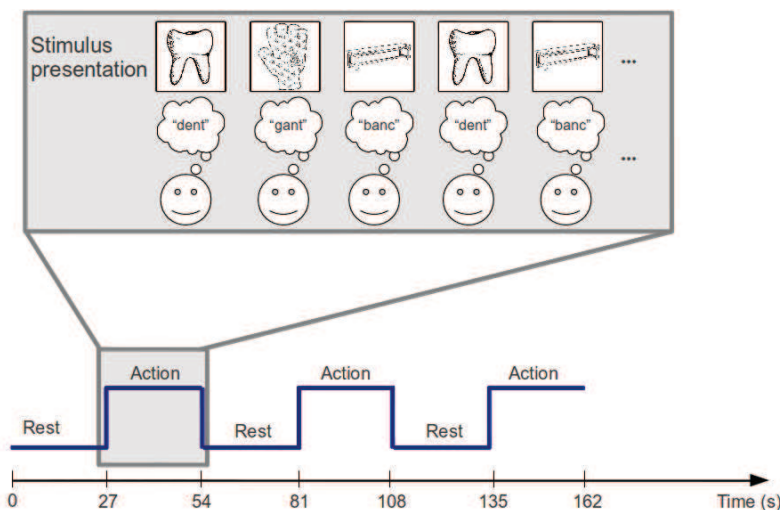 Stimulus
presentation
...
"dent" "gant" "banc" "dent" "banc"
...
Action Action Action
Rest Rest Rest
0 27 54 81 108 135 162 Time (s)